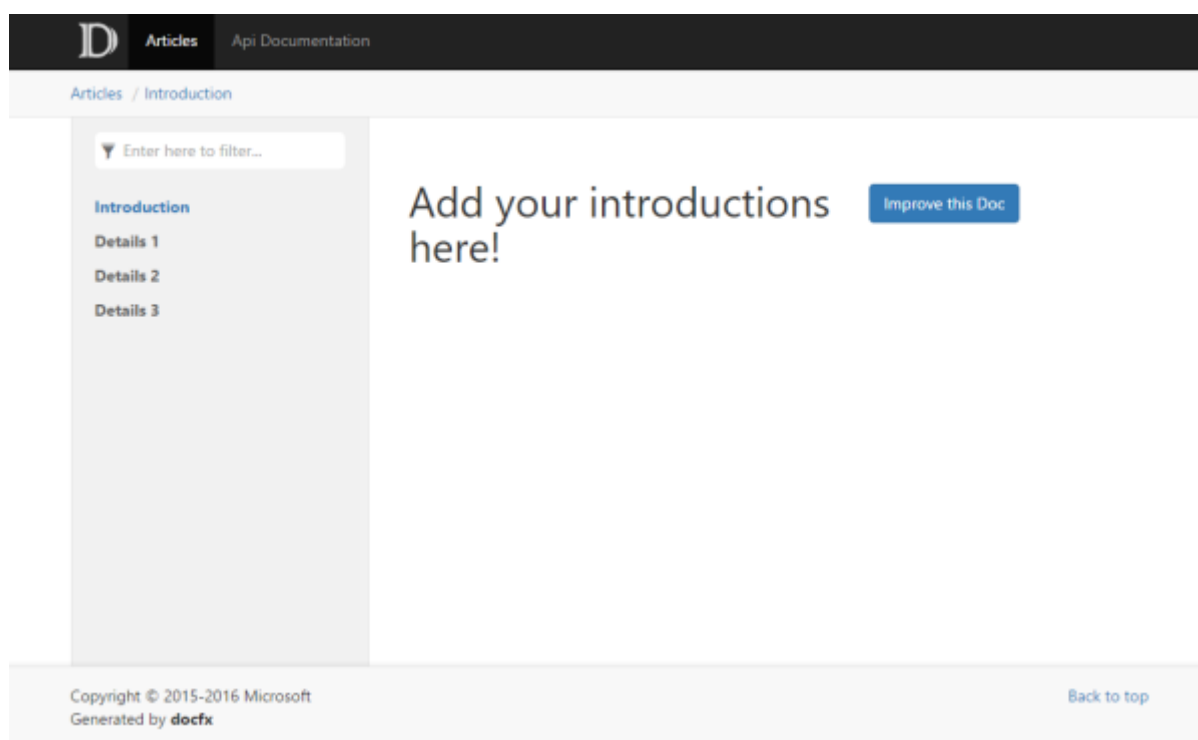 Articles Api Documentation
Articles / Introduction
Enter here to filter...
Introduction
Details 1
Details 2
Details 3
Add your introductions
here!
Improve this Doc
Copyright © 2015-2016 Microsoft
Generated by docfx
Back to top